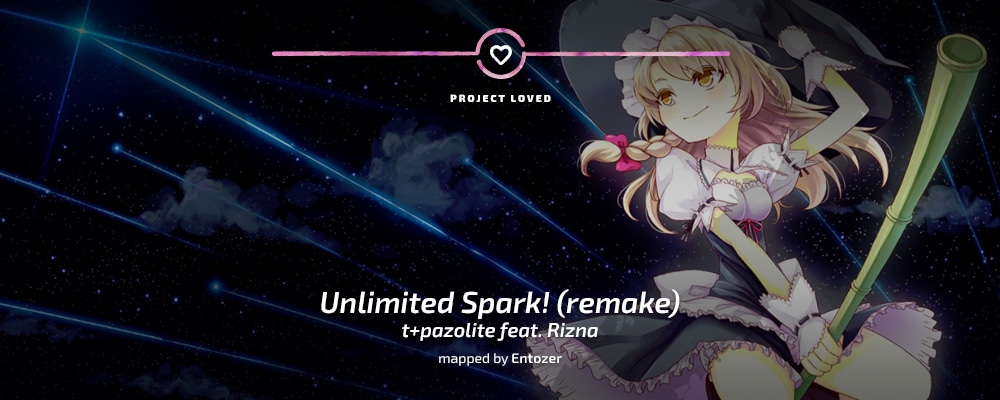 PROJECT LOVED
Unlimited Spark! (remake)
t+pazolite feat. Rizna
mapped by Entozer